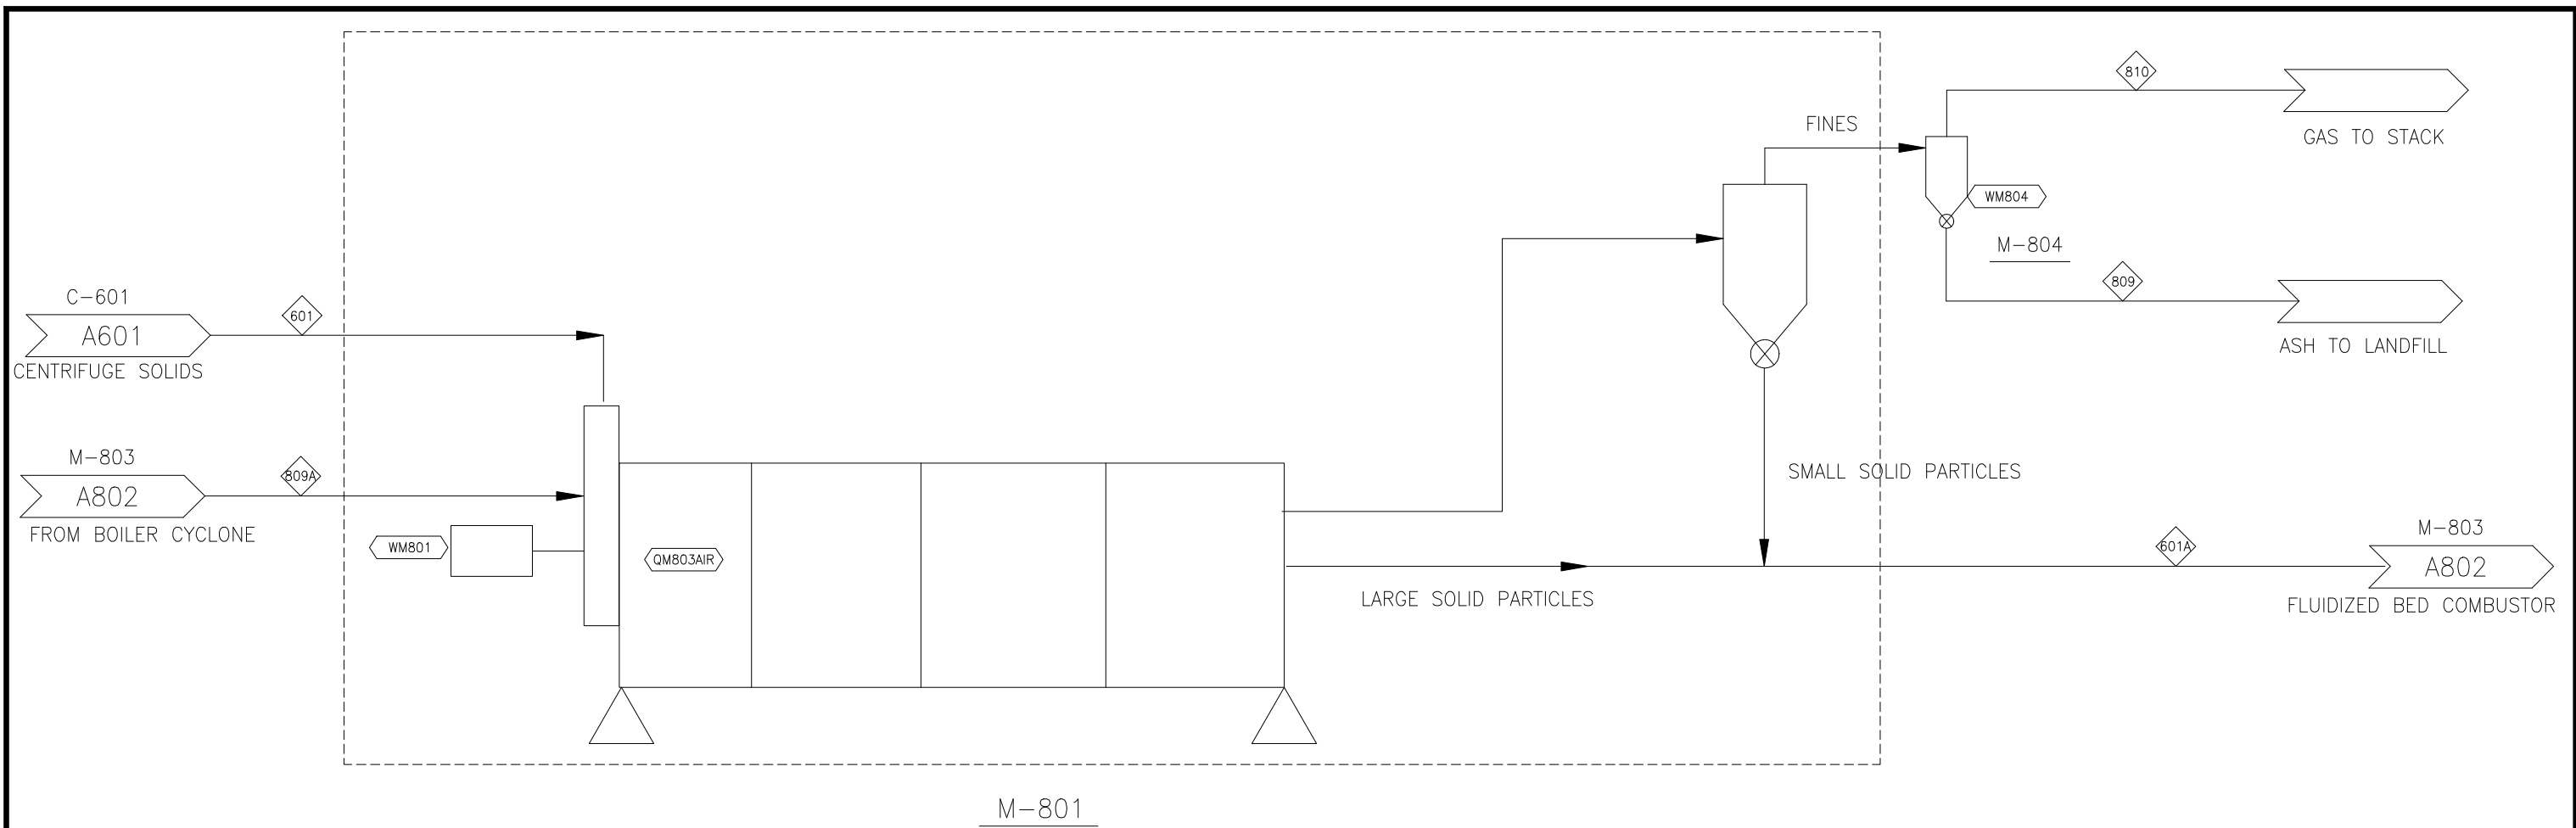 810
GAS TO STACK
FINES
WM804
M-804
809
ASH TO LANDFILL
C-601
A601
CENTRIFUGE SOLIDS
601
M-803
A802
FROM BOILER CYCLONE
809A
WM801
QM803AIR
SMALL SOLID PARTICLES
LARGE SOLID PARTICLES
601A
M-803
A802
FLUIDIZED BED COMBUSTOR
M-801